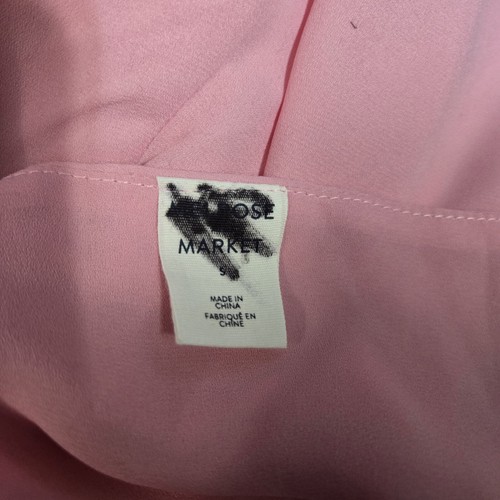 MARKET
S
MADE IN
CHINA
FABRIQUÉ EN
CHINE